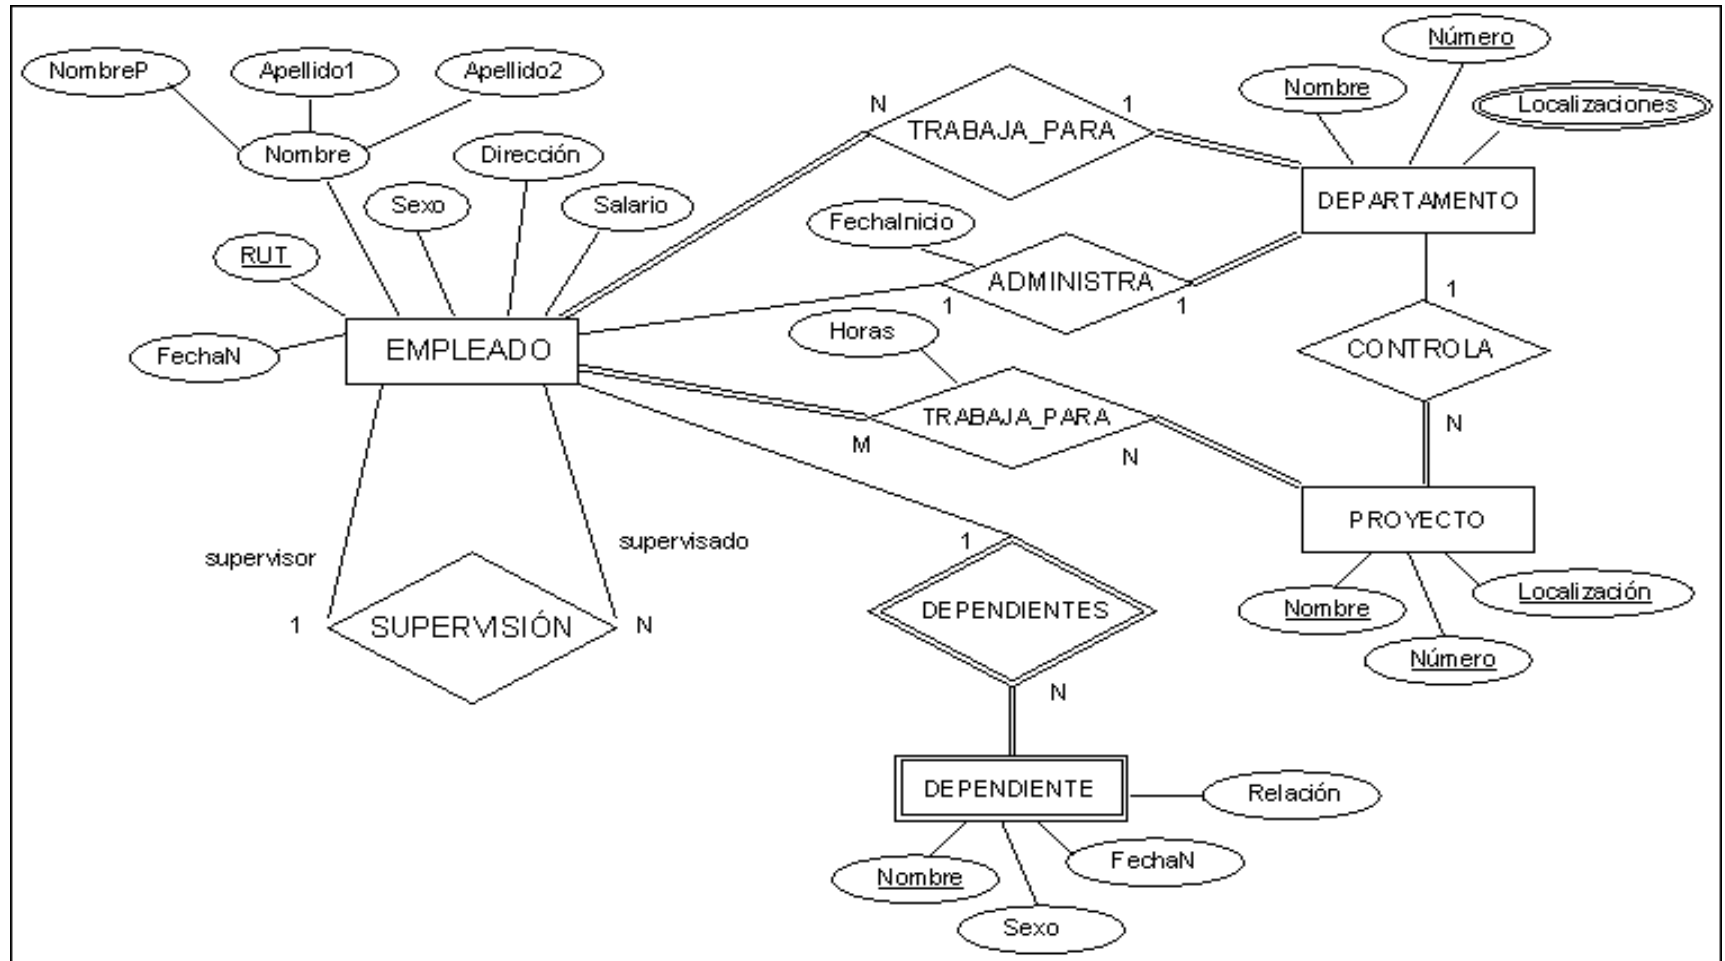 Número
NombreP
Apellido1
Apellido2
Nombre
Localizaciones
N
1
TRABAJA_PARA
Nombre
Dirección
Sexo
Salario
DEPARTAMENTO
FechaInicio
RUT
ADMINISTRA
1
1
1
Horas
FechaN
EMPLEADO
CONTROLA
TRABAJA_PARA
M
N
N
PROYECTO
supervisor
supervisado
1
Nombre
Localización
Número
1
SUPERVISIÓN
N
DEPENDIENTES
N
DEPENDIENTE
Relación
Nombre
FechaN
Sexo